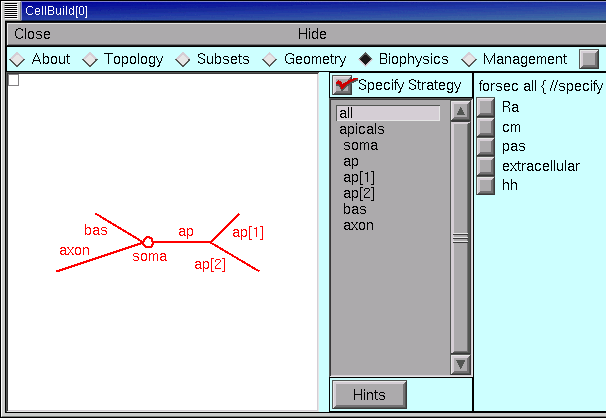 CellBuild[0]
Close Hide
About Topology Subsets Geometry Biophysics Management
Specify Strategy
forsec all { //specify
all
apicals
soma
ap
ap[1]
ap[2]
bas
axon
Ra
cm
pas
extracellular
hh
bas
ap
ap[1]
axon
soma
ap[2]
Hints